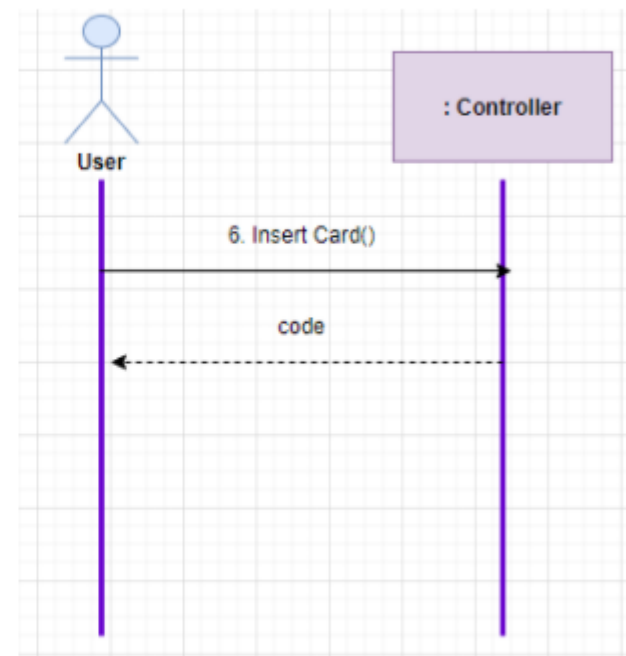 : Controller
User
6. Insert Card()
code